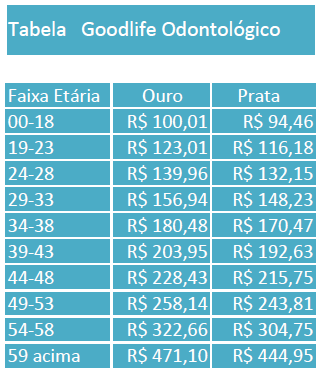 Tabela Goodlife Odontológico
Faixa Etária Ouro Prata
00-18 R$ 100,01 R$ 94,46
19-23 R$ 123,01 R$ 116,18
24-28 R$ 139,96 R$ 132,15
29-33 R$ 156,94 R$ 148,23
34-38 R$ 180,48 R$ 170,47
39-43 R$ 203,95 R$ 192,63
44-48 R$ 228,43 R$ 215,75
49-53 R$ 258,14 R$ 243,81
54-58 R$ 322,66 R$ 304,75
59 acima R$ 471,10 R$ 444,95